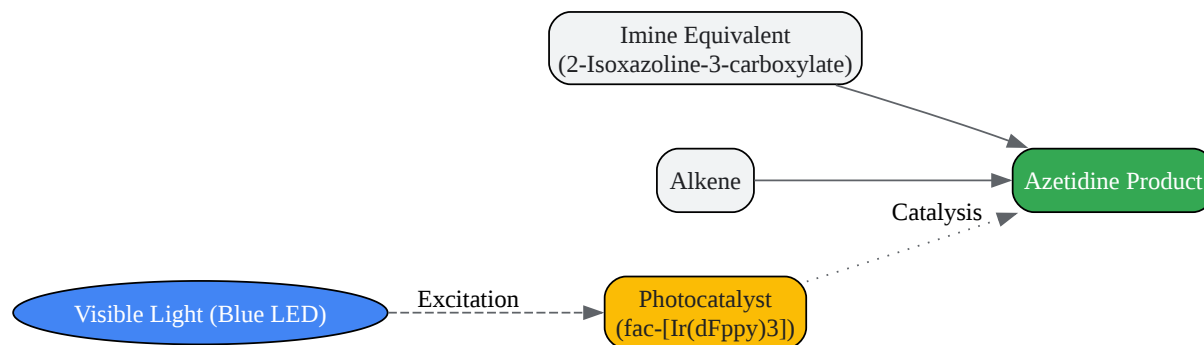 Imine Equivalent
(2-Isoxazoline-3-carboxylate)
Alkene
Azetidine Product
Catalysis
Visible Light (Blue LED)
Excitation
Photocatalyst
(fac-[Ir(dFppy)3])